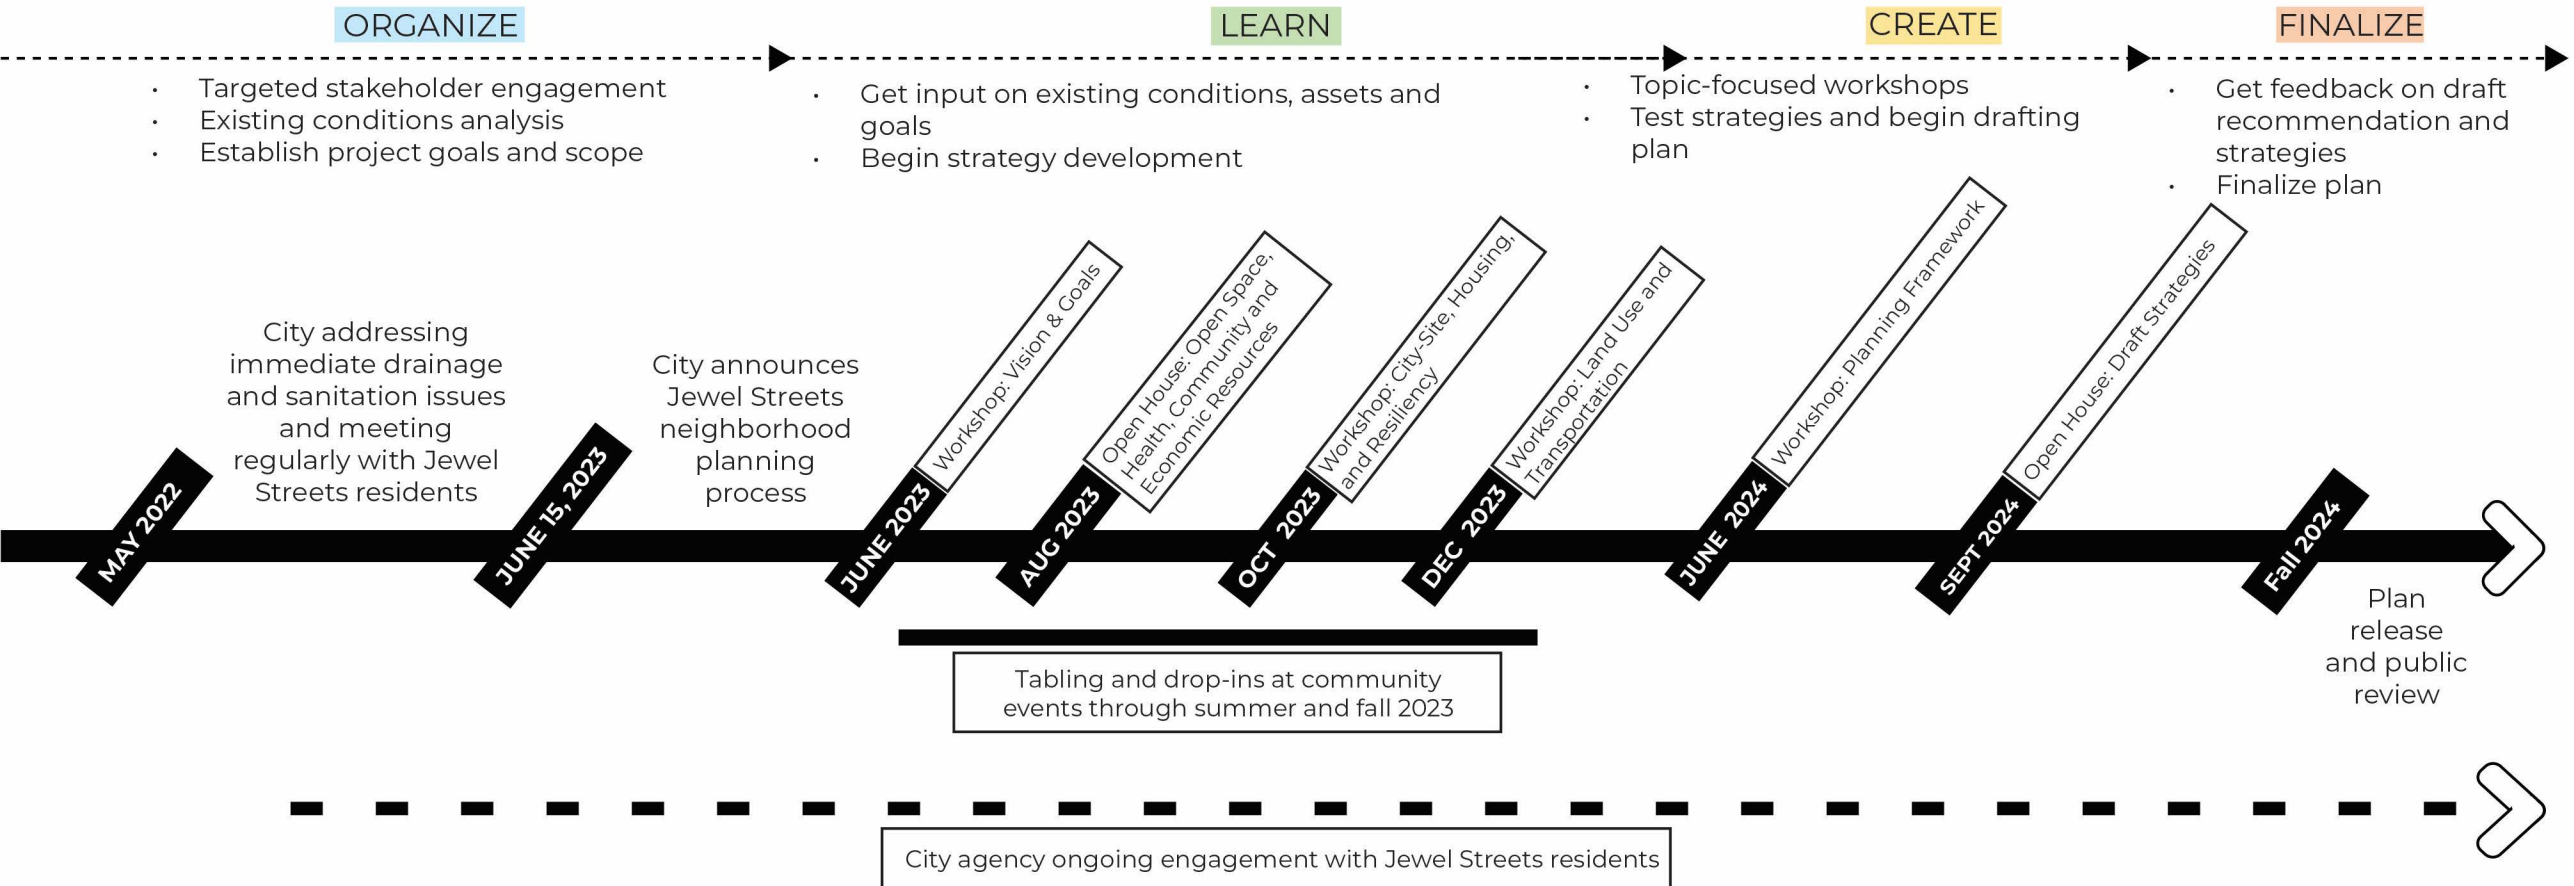 ORGANIZE
Targeted stakeholder engagement
Existing conditions analysis
Establish project goals and scope
LEARN
Get input on existing conditions, assets and
goals
Begin strategy development
CREATE
Topic-focused workshops
Test strategies and begin drafting
plan
FINALIZE
Get feedback on draft
recommendation and
strategies
Finalize plan
MAY 2022
City addressing
immediate drainage
and sanitation issues
and meeting
regularly with Jewel
Streets residents
JUNE 15, 2023
City announces
Jewel Streets
neighborhood
planning
process
JUNE 2023
Workshop: Vision & Goals
AUG 2023
Open House: Open Space,
Health, Community and
Economic Resources
OCT 2023
Workshop: City-Site, Housing,
and Resiliency
DEC 2023
Workshop: Land Use and
Transportation
JUNE 2024
Workshop: Planning Framework
SEPT 2024
Open House: Draft Strategies
Fall 2024
Plan
release
and public
review
Tabling and drop-ins at community
events through summer and fall 2023
City agency ongoing engagement with Jewel Streets residents